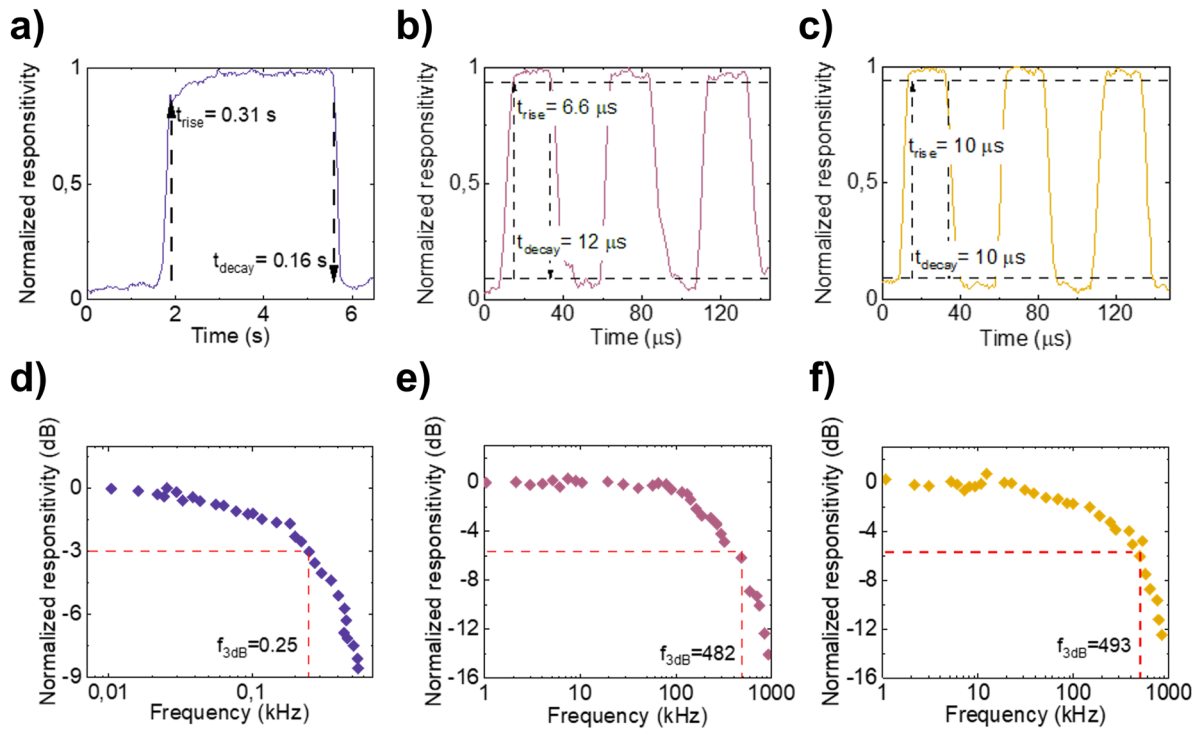 a)
Normalized responsivity
1
0,5
0
t_rise = 0.31 s
t_decay = 0.16 s
0 2 4 6
Time (s)
b)
Normalized responsivity
1
0,5
0
t_rise = 6.6 μs
t_decay = 12 μs
0 40 80 120
Time (μs)
c)
Normalized responsivity
1
0,5
0
t_rise = 10 μs
t_decay = 10 μs
0 40 80 120
Time (μs)
d)
Normalized responsivity (dB)
0
-3
-6
-9
f_3dB=0.25
0,01 0,1
Frequency (kHz)
e)
Normalized responsivity (dB)
0
-4
-8
-12
-16
f_3dB=482
1 10 100 1000
Frequency (kHz)
f)
Normalized responsivity (dB)
0
-4
-8
-12
-16
f_3dB=493
1 10 100 1000
Frequency (kHz)